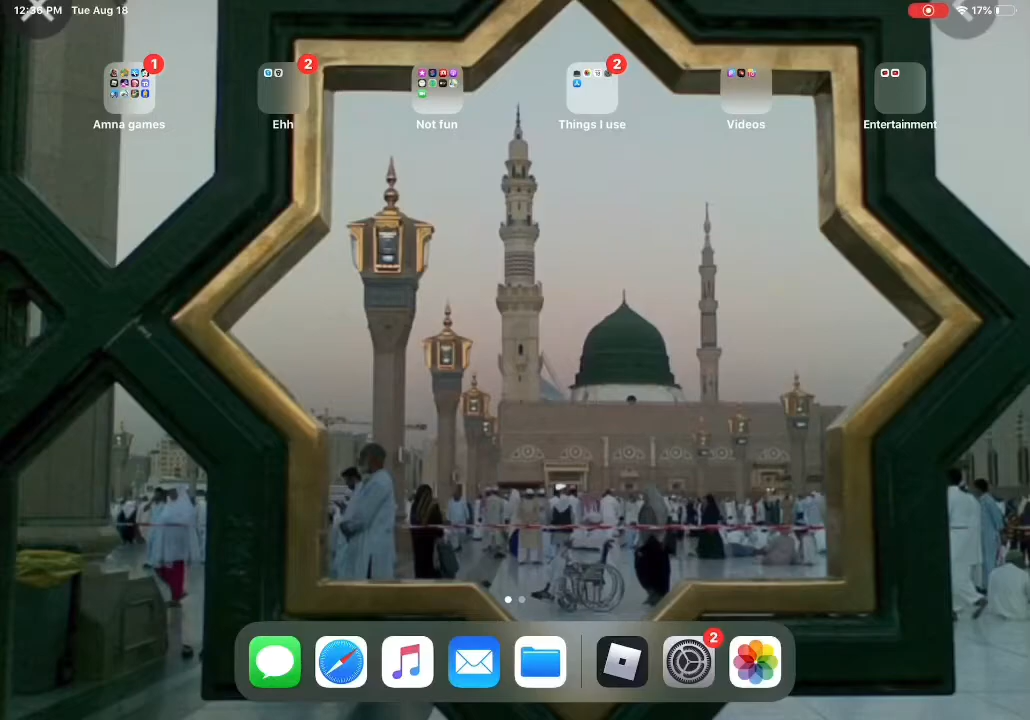 12:36 PM Tue Aug 18
17%
1
2
2
Amna games
Ehh
Not fun
Things I use
Videos
Entertainment
2